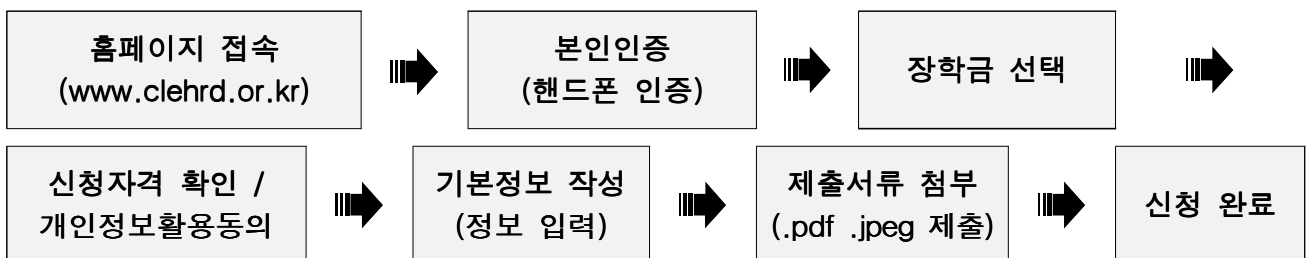 홈페이지 접속
(www.clehrd.or.kr)
본인인증
(핸드폰 인증)
장학금 선택
신청자격 확인 /
개인정보활용동의
기본정보 작성
(정보 입력)
제출서류 첨부
(.pdf .jpeg 제출)
신청 완료